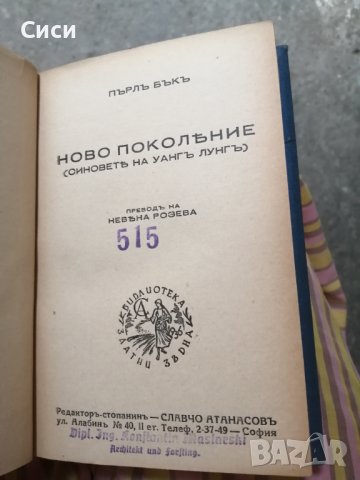 Сиси
ПЪРЛЪ БЪКЪ
НОВО ПОКОЛѢНИЕ
(СИНОВЕТѢ НА УАНГЪ ЛУНГЪ)
ПРЕВОДЪ НА
НЕВѢНА РОЗЕВА
515
БИБЛИОТЕКА
ЗЛАТНИ ЗЪРНА
Редакторъ-стопанинъ — СЛАВЧО АТАНАСОВЪ
ул. Алабинъ № 40, II ет. Телеф. 2-37-49 — София
Dipl. Ing. Konstantin
Architekt und
BAZAR